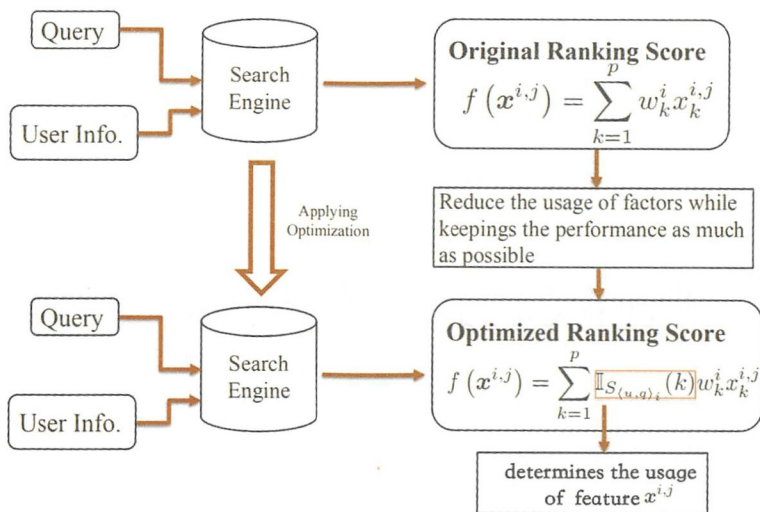 Query
User Info.
Search
Engine
Original Ranking Score
f(x^{i,j}) = \sum_{k=1}^{p} w_k^i x_k^{i,j}
Applying
Optimization
Reduce the usage of factors while
keepings the performance as much
as possible
Query
User Info.
Search
Engine
Optimized Ranking Score
f(x^{i,j}) = \sum_{k=1}^{p} 𝕀_{S_{⟨u,q⟩_i}}(k) w_k^i x_k^{i,j}
determines the usage
of feature x^{i,j}